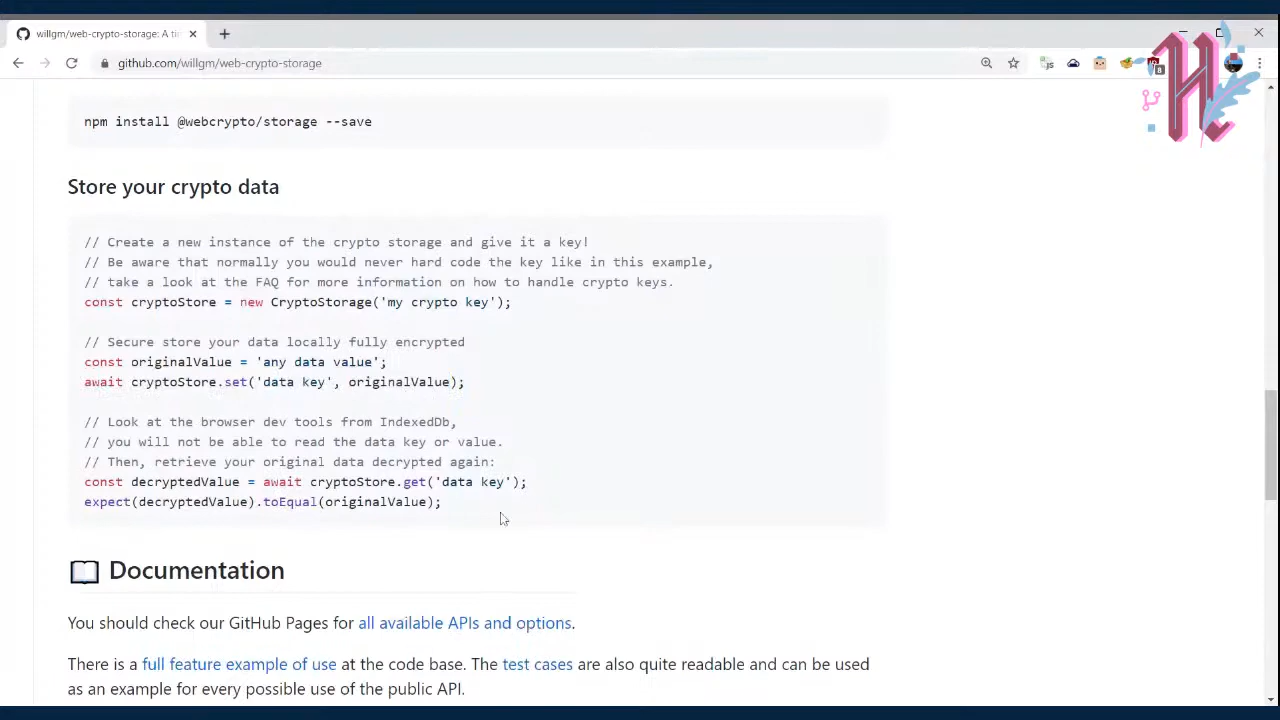 willgm/web-crypto-storage: A ti
github.com/willgm/web-crypto-storage
8
H
npm install @webcrypto/storage --save
Store your crypto data
// Create a new instance of the crypto storage and give it a key!
// Be aware that normally you would never hard code the key like in this example,
// take a look at the FAQ for more information on how to handle crypto keys.
const cryptoStore = new CryptoStorage('my crypto key');
// Secure store your data locally fully encrypted
const originalValue = 'any data value';
await cryptoStore.set('data key', originalValue);
// Look at the browser dev tools from IndexedDb,
// you will not be able to read the data key or value.
// Then, retrieve your original data decrypted again:
const decryptedValue = await cryptoStore.get('data key');
expect(decryptedValue).toEqual(originalValue);
Documentation
You should check our GitHub Pages for all available APIs and options.
There is a full feature example of use at the code base. The test cases are also quite readable and can be used
as an example for every possible use of the public API.